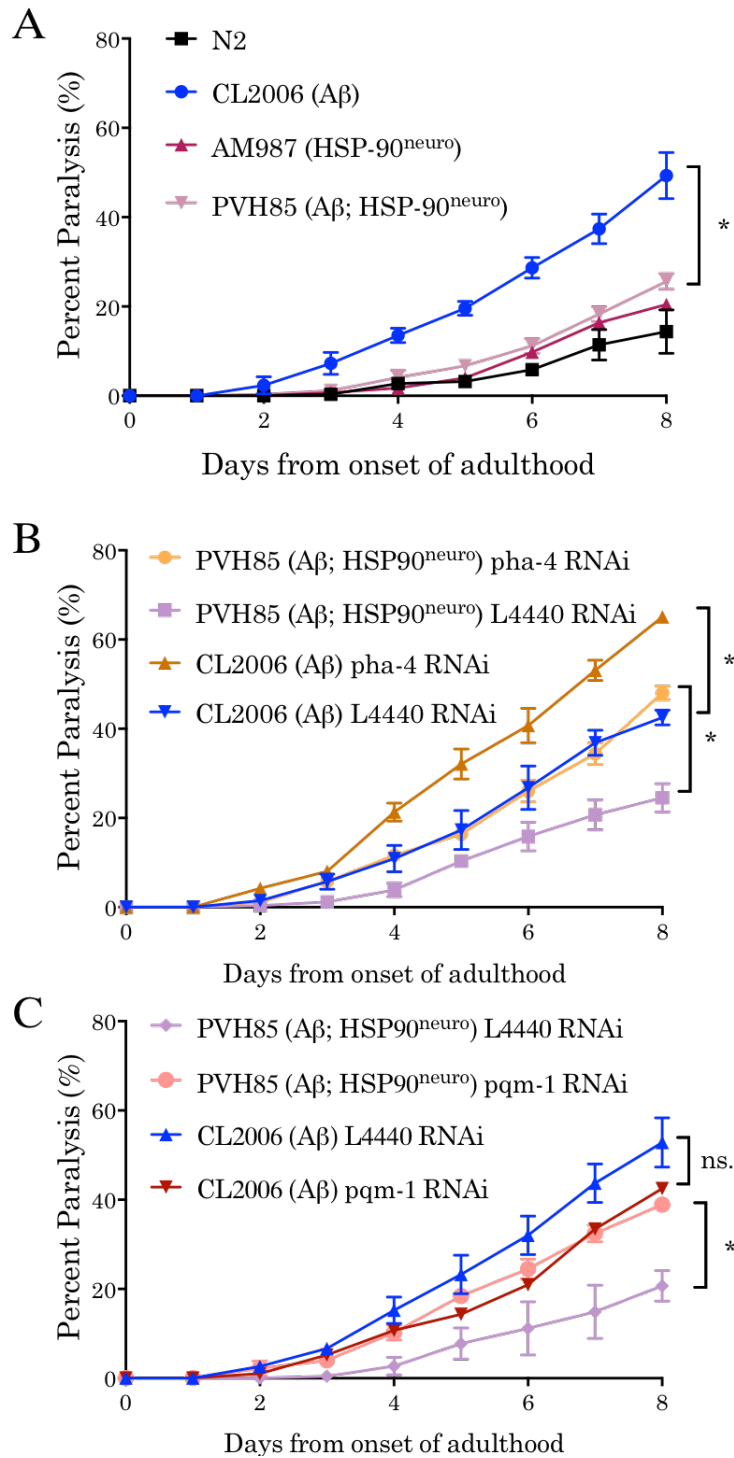 A
80
60
40
20
0
Percent Paralysis (%)
N2
CL2006 (Aβ)
AM987 (HSP-90neuro)
PVH85 (Aβ; HSP-90neuro)
*
0 2 4 6 8
Days from onset of adulthood
B
80
60
40
20
0
Percent Paralysis (%)
PVH85 (Aβ; HSP90neuro) pha-4 RNAi
PVH85 (Aβ; HSP90neuro) L4440 RNAi
CL2006 (Aβ) pha-4 RNAi
CL2006 (Aβ) L4440 RNAi
*
*
0 2 4 6 8
Days from onset of adulthood
C
80
60
40
20
0
Percent Paralysis (%)
PVH85 (Aβ; HSP90neuro) L4440 RNAi
PVH85 (Aβ; HSP90neuro) pqm-1 RNAi
CL2006 (Aβ) L4440 RNAi
CL2006 (Aβ) pqm-1 RNAi
ns.
*
0 2 4 6 8
Days from onset of adulthood